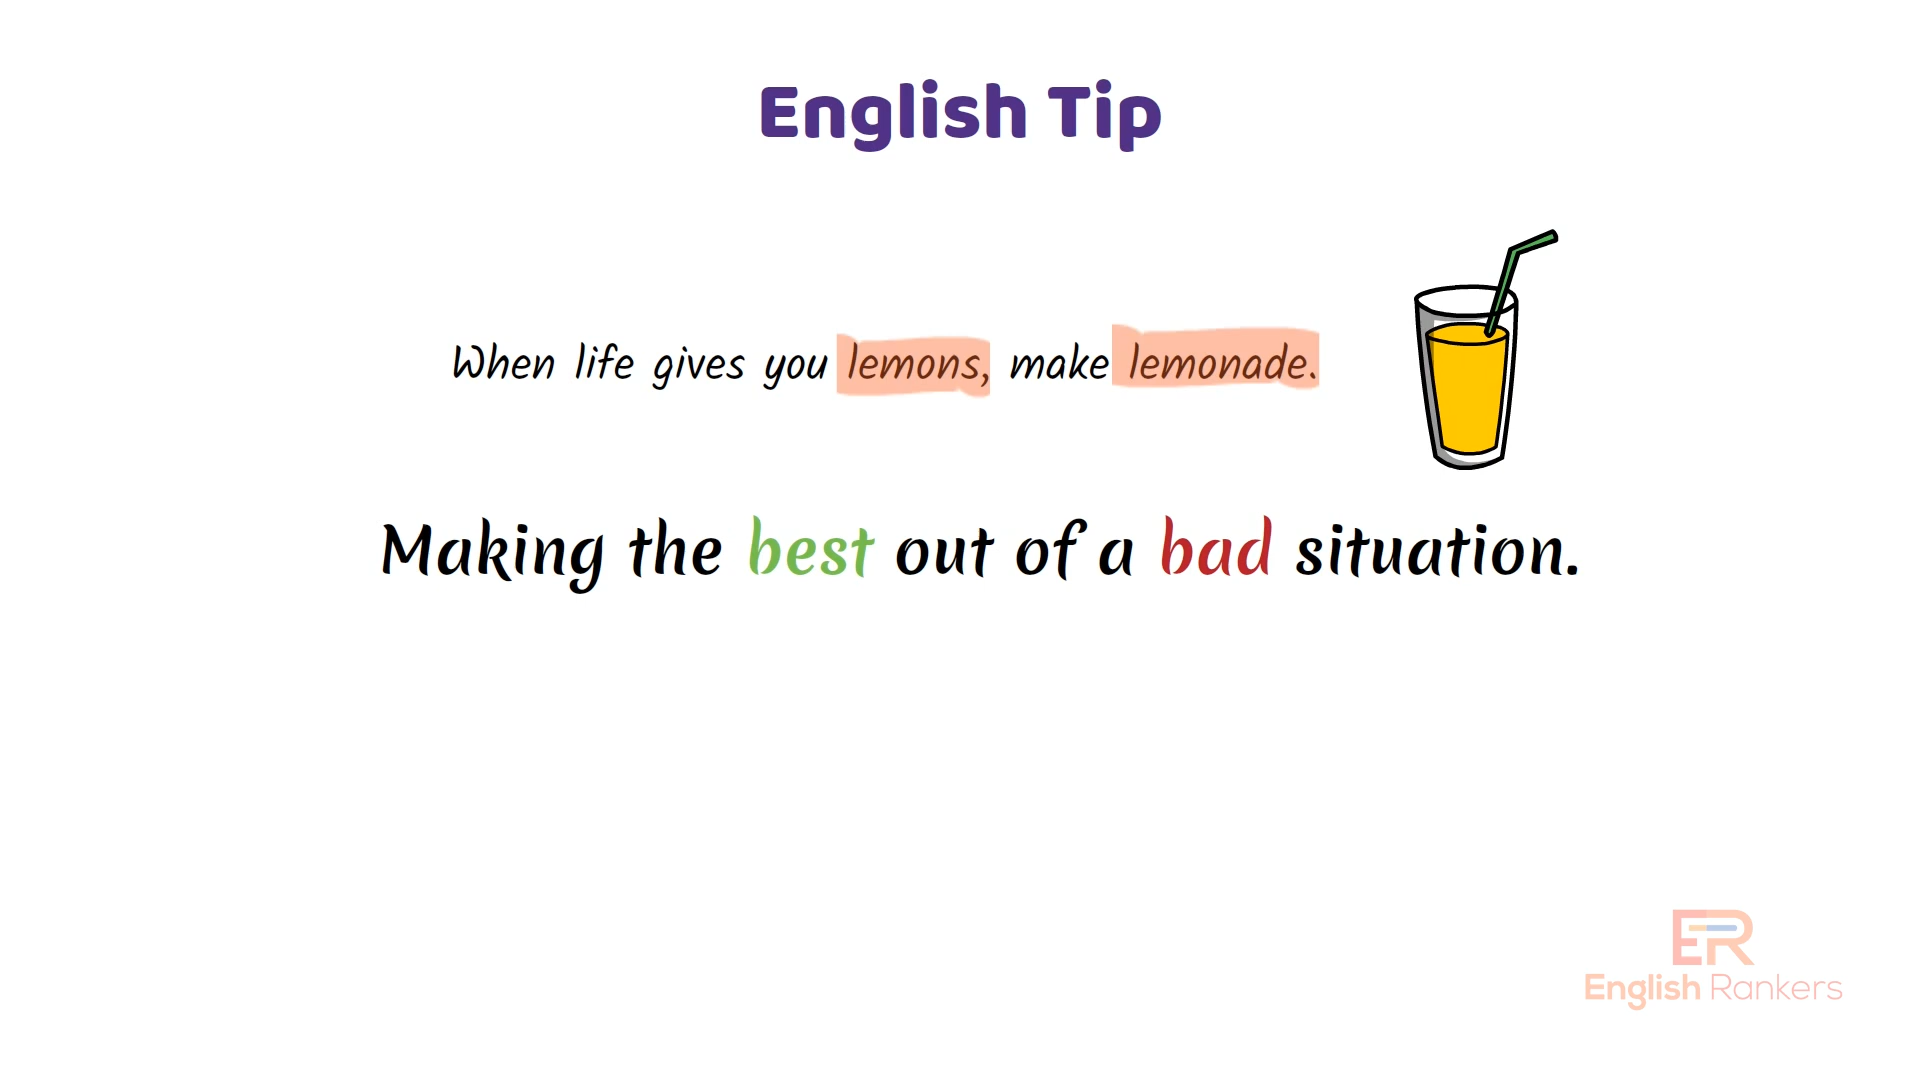 English Tip
When life gives you lemons, make lemonade.
Making the best out of a bad situation.
ER
English Rankers